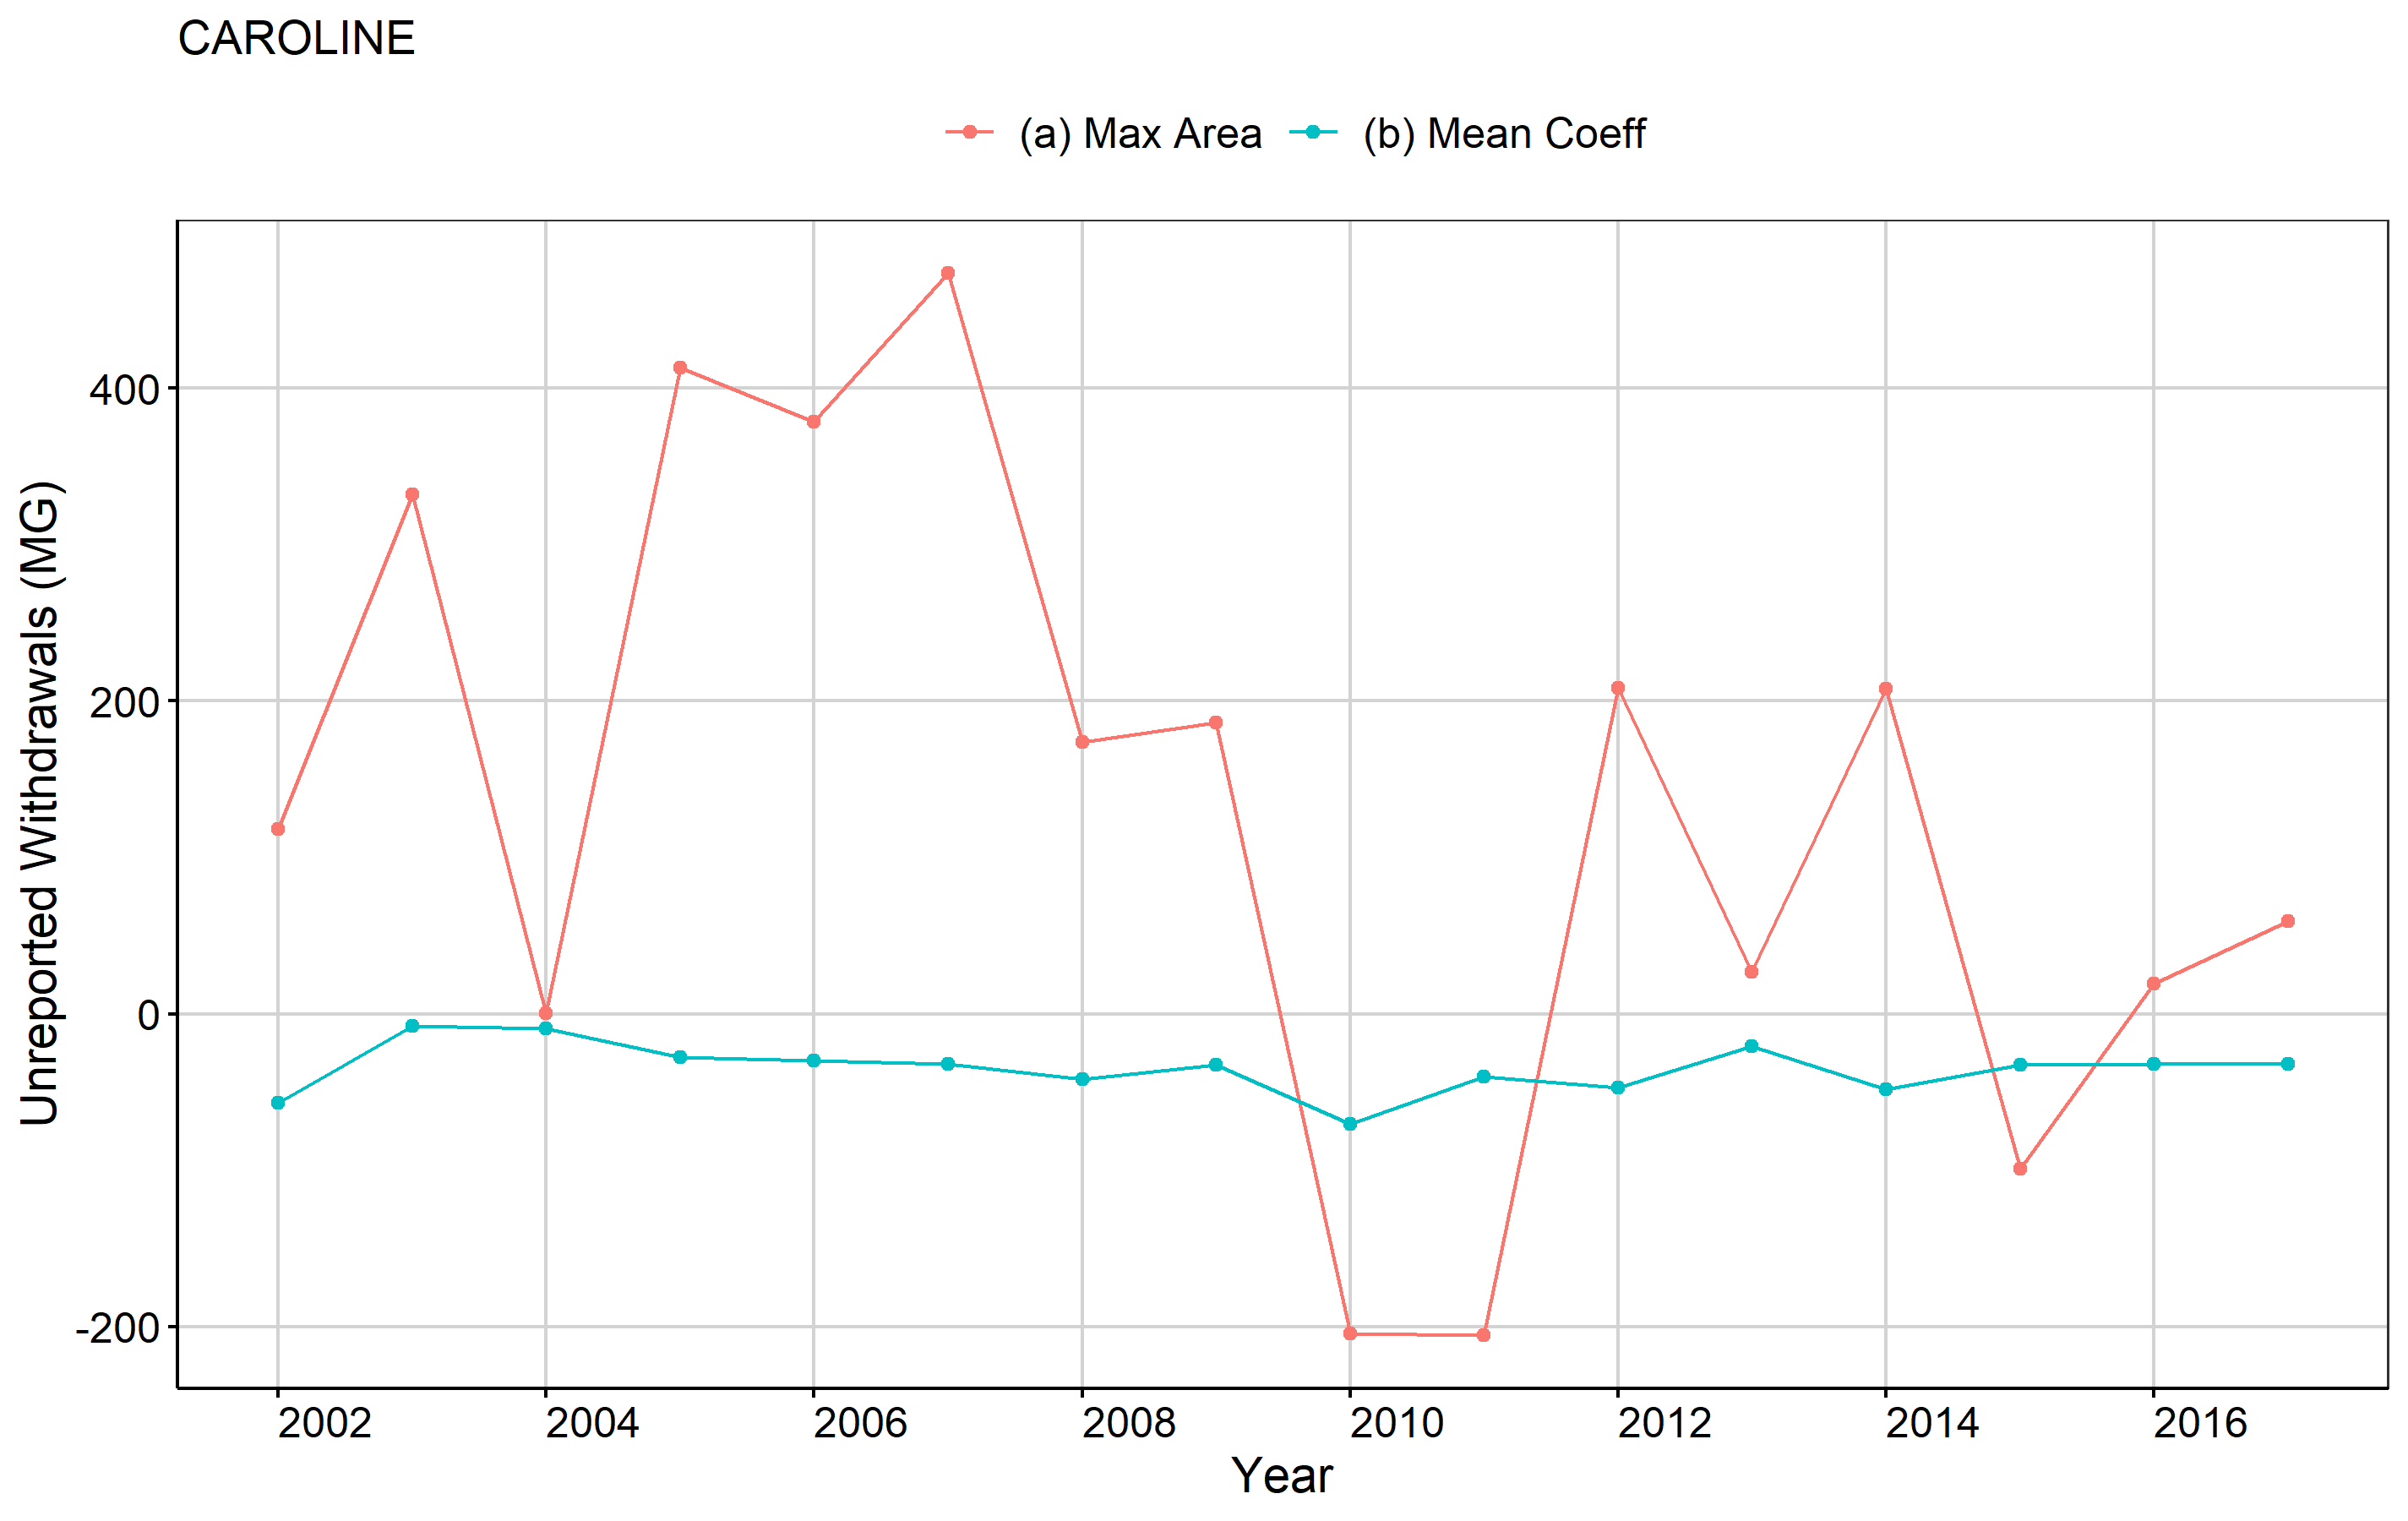 CAROLINE
(a) Max Area (b) Mean Coeff
Unreported Withdrawals (MG)
400
200
0
-200
2002 2004 2006 2008 2010 2012 2014 2016
Year